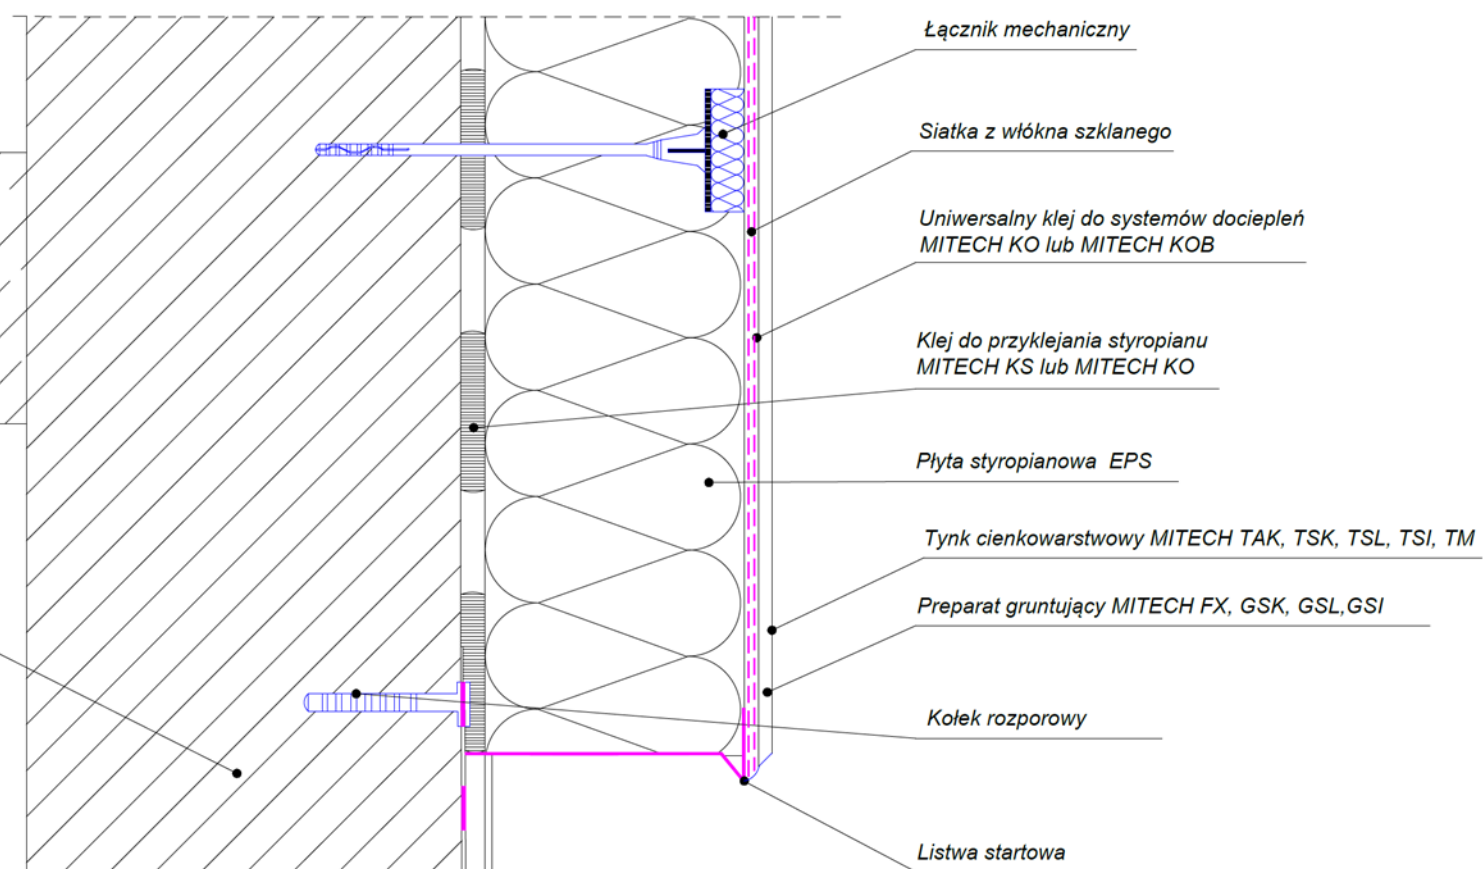 Łącznik mechaniczny
Siatka z włókna szklanego
Uniwersalny klej do systemów dociepleń
MITECH KO lub MITECH KOB
Klej do przyklejania styropianu
MITECH KS lub MITECH KO
Płyta styropianowa EPS
Tynk cienkowarstwowy MITECH TAK, TSK, TSL, TSI, TM
Preparat gruntujący MITECH FX, GSK, GSL,GSI
Kołek rozporowy
Listwa startowa